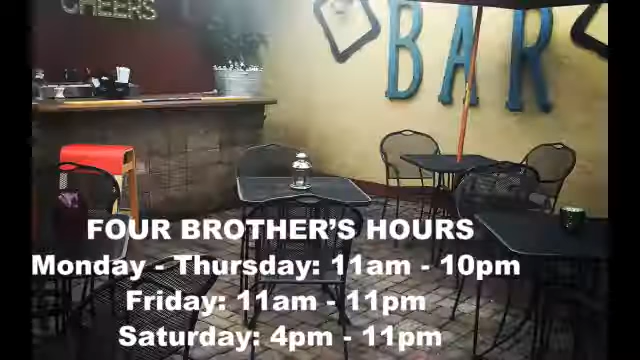 CHEERS
BAR
FOUR BROTHER'S HOURS
Monday - Thursday: 11am - 10pm
Friday: 11am - 11pm
Saturday: 4pm - 11pm